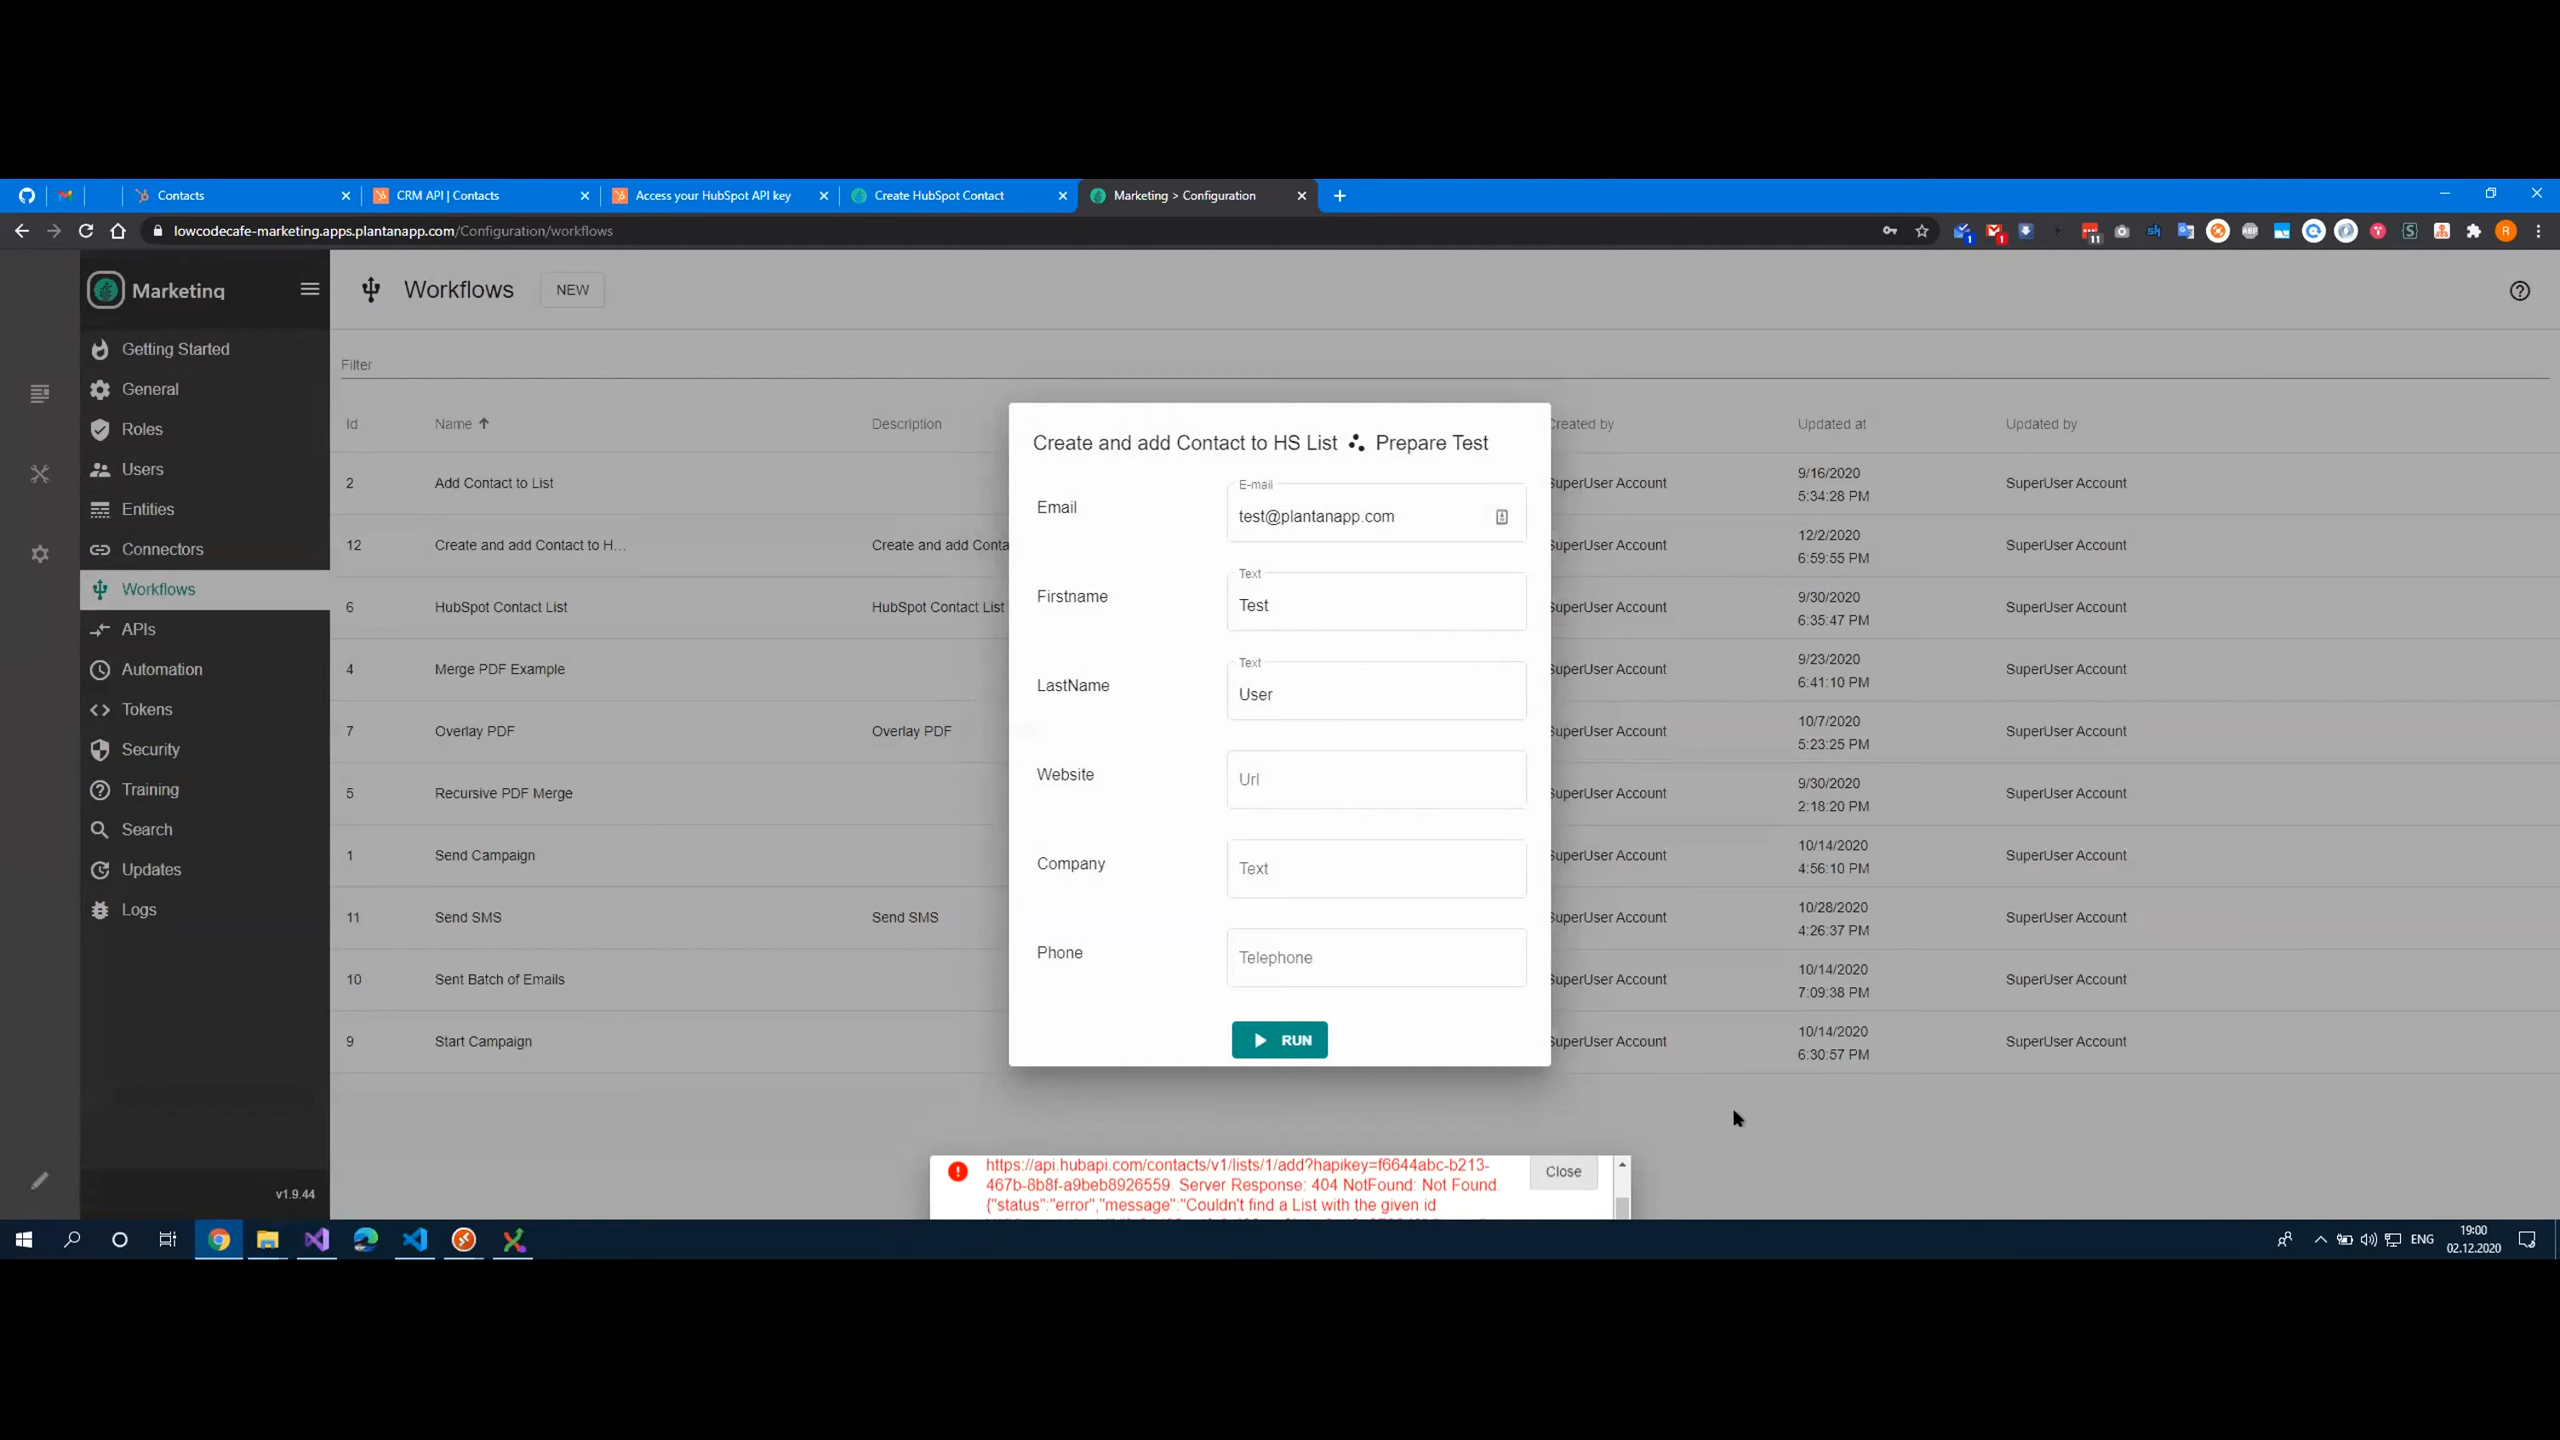 Contacts
CRM API | Contacts
Access your HubSpot API key
Create HubSpot Contact
Marketing > Configuration
lowcodecafe-marketing.apps.plantanapp.com/Configuration/workflows
Marketing
Workflows
NEW
Getting Started
General
Roles
Users
Entities
Connectors
Workflows
APIs
Automation
Tokens
Security
Training
Search
Updates
Logs
v1.9.44
Filter
Id Name Description Created by Updated at Updated by
2 Add Contact to List SuperUser Account 9/16/2020 5:34:28 PM SuperUser Account
12 Create and add Contact to H... Create and add Conta SuperUser Account 12/2/2020 6:59:55 PM SuperUser Account
6 HubSpot Contact List HubSpot Contact List SuperUser Account 9/30/2020 6:35:47 PM SuperUser Account
4 Merge PDF Example SuperUser Account 9/23/2020 6:41:10 PM SuperUser Account
7 Overlay PDF Overlay PDF SuperUser Account 10/7/2020 5:23:25 PM SuperUser Account
5 Recursive PDF Merge SuperUser Account 9/30/2020 2:18:20 PM SuperUser Account
1 Send Campaign SuperUser Account 10/14/2020 4:56:10 PM SuperUser Account
11 Send SMS Send SMS SuperUser Account 10/28/2020 4:26:37 PM SuperUser Account
10 Sent Batch of Emails SuperUser Account 10/14/2020 7:09:38 PM SuperUser Account
9 Start Campaign SuperUser Account 10/14/2020 6:30:57 PM SuperUser Account
Create and add Contact to HS List Prepare Test
Email
E-mail
test@plantanapp.com
Firstname
Text
Test
LastName
Text
User
Website
Url
Company
Text
Phone
Telephone
RUN
https://api.hubapi.com/contacts/v1/lists/1/add?hapikey=f6644abc-b213-
467b-8b8f-a9beb8926559. Server Response: 404 NotFound: Not Found.
{"status":"error","message":"Couldn't find a List with the given id
Close
ENG
19:00
02.12.2020